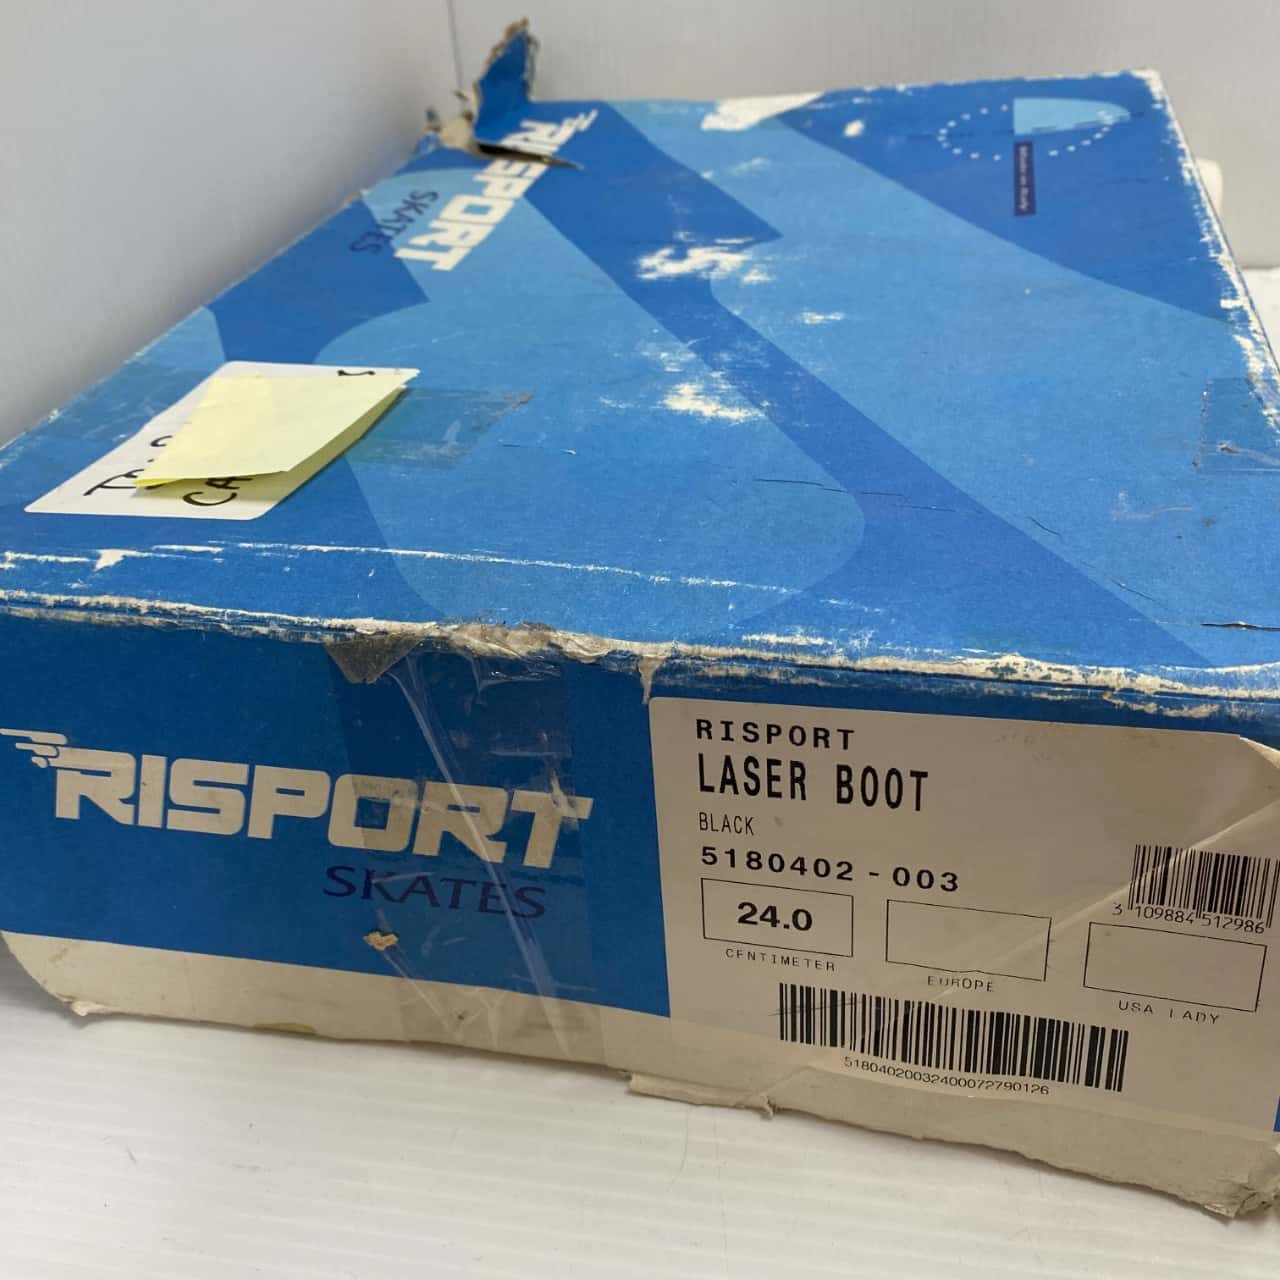 RISPORT
SKATES
RISPORT
SKATES
RISPORT
LASER BOOT
BLACK
5180402-003
24.0
CENTIMETER
EUROPE
USA LADY
3 109884 512986
51804020032400072790126